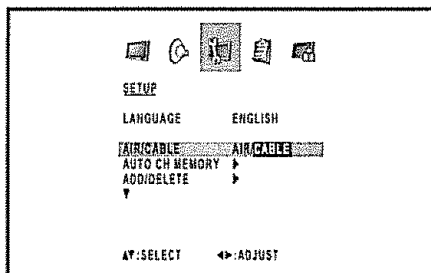 SETUP
LANGUAGE ENGLISH
AIR/CABLE AIR/CABLE
AUTO CH MEMORY ▶
ADD/DELETE ▶
▼
▲▼:SELECT ◀▶:ADJUST